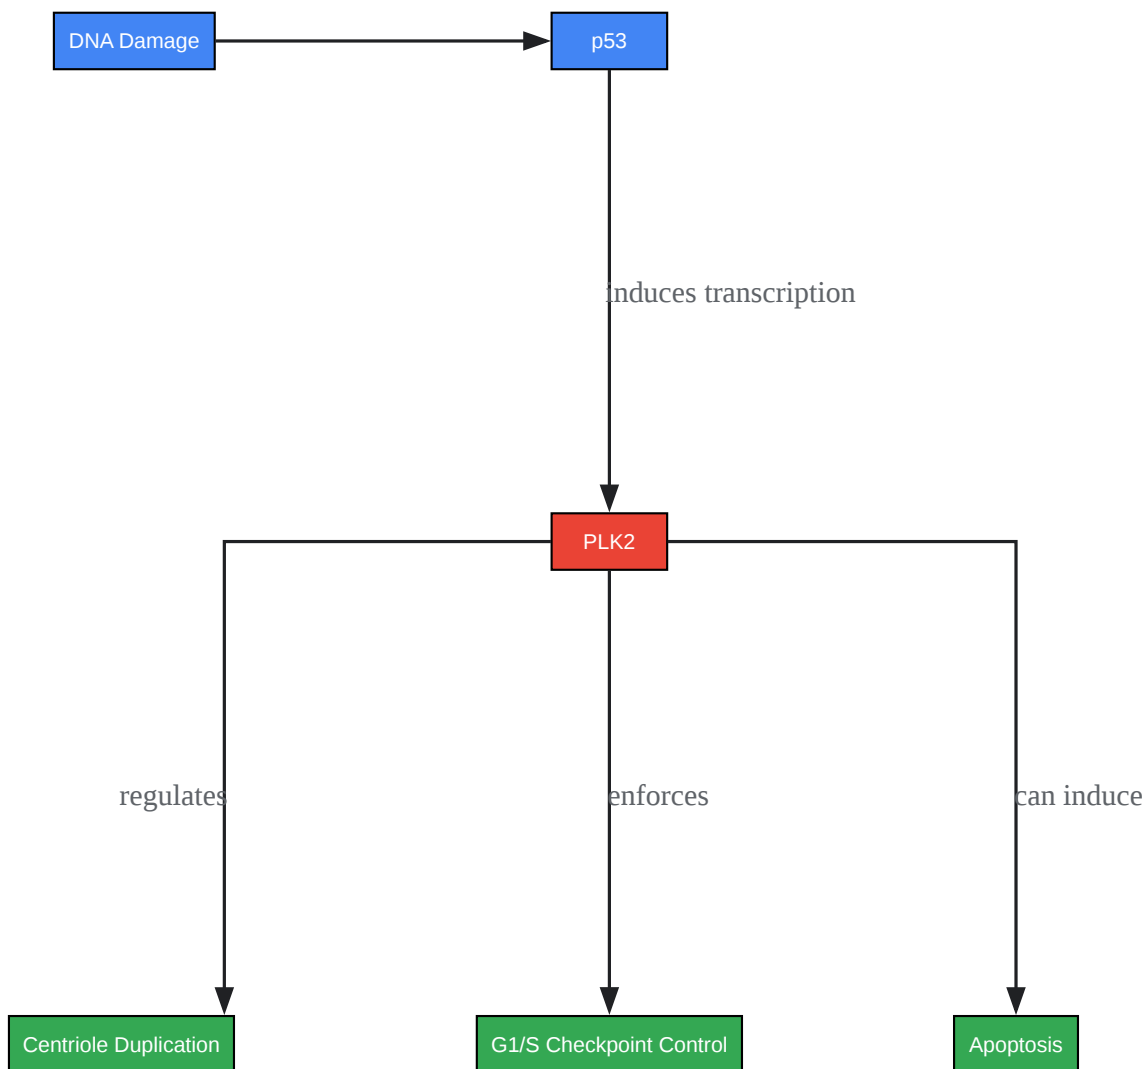 DNA Damage
p53
induces transcription
PLK2
regulates
enforces
can induce
Centriole Duplication
G1/S Checkpoint Control
Apoptosis